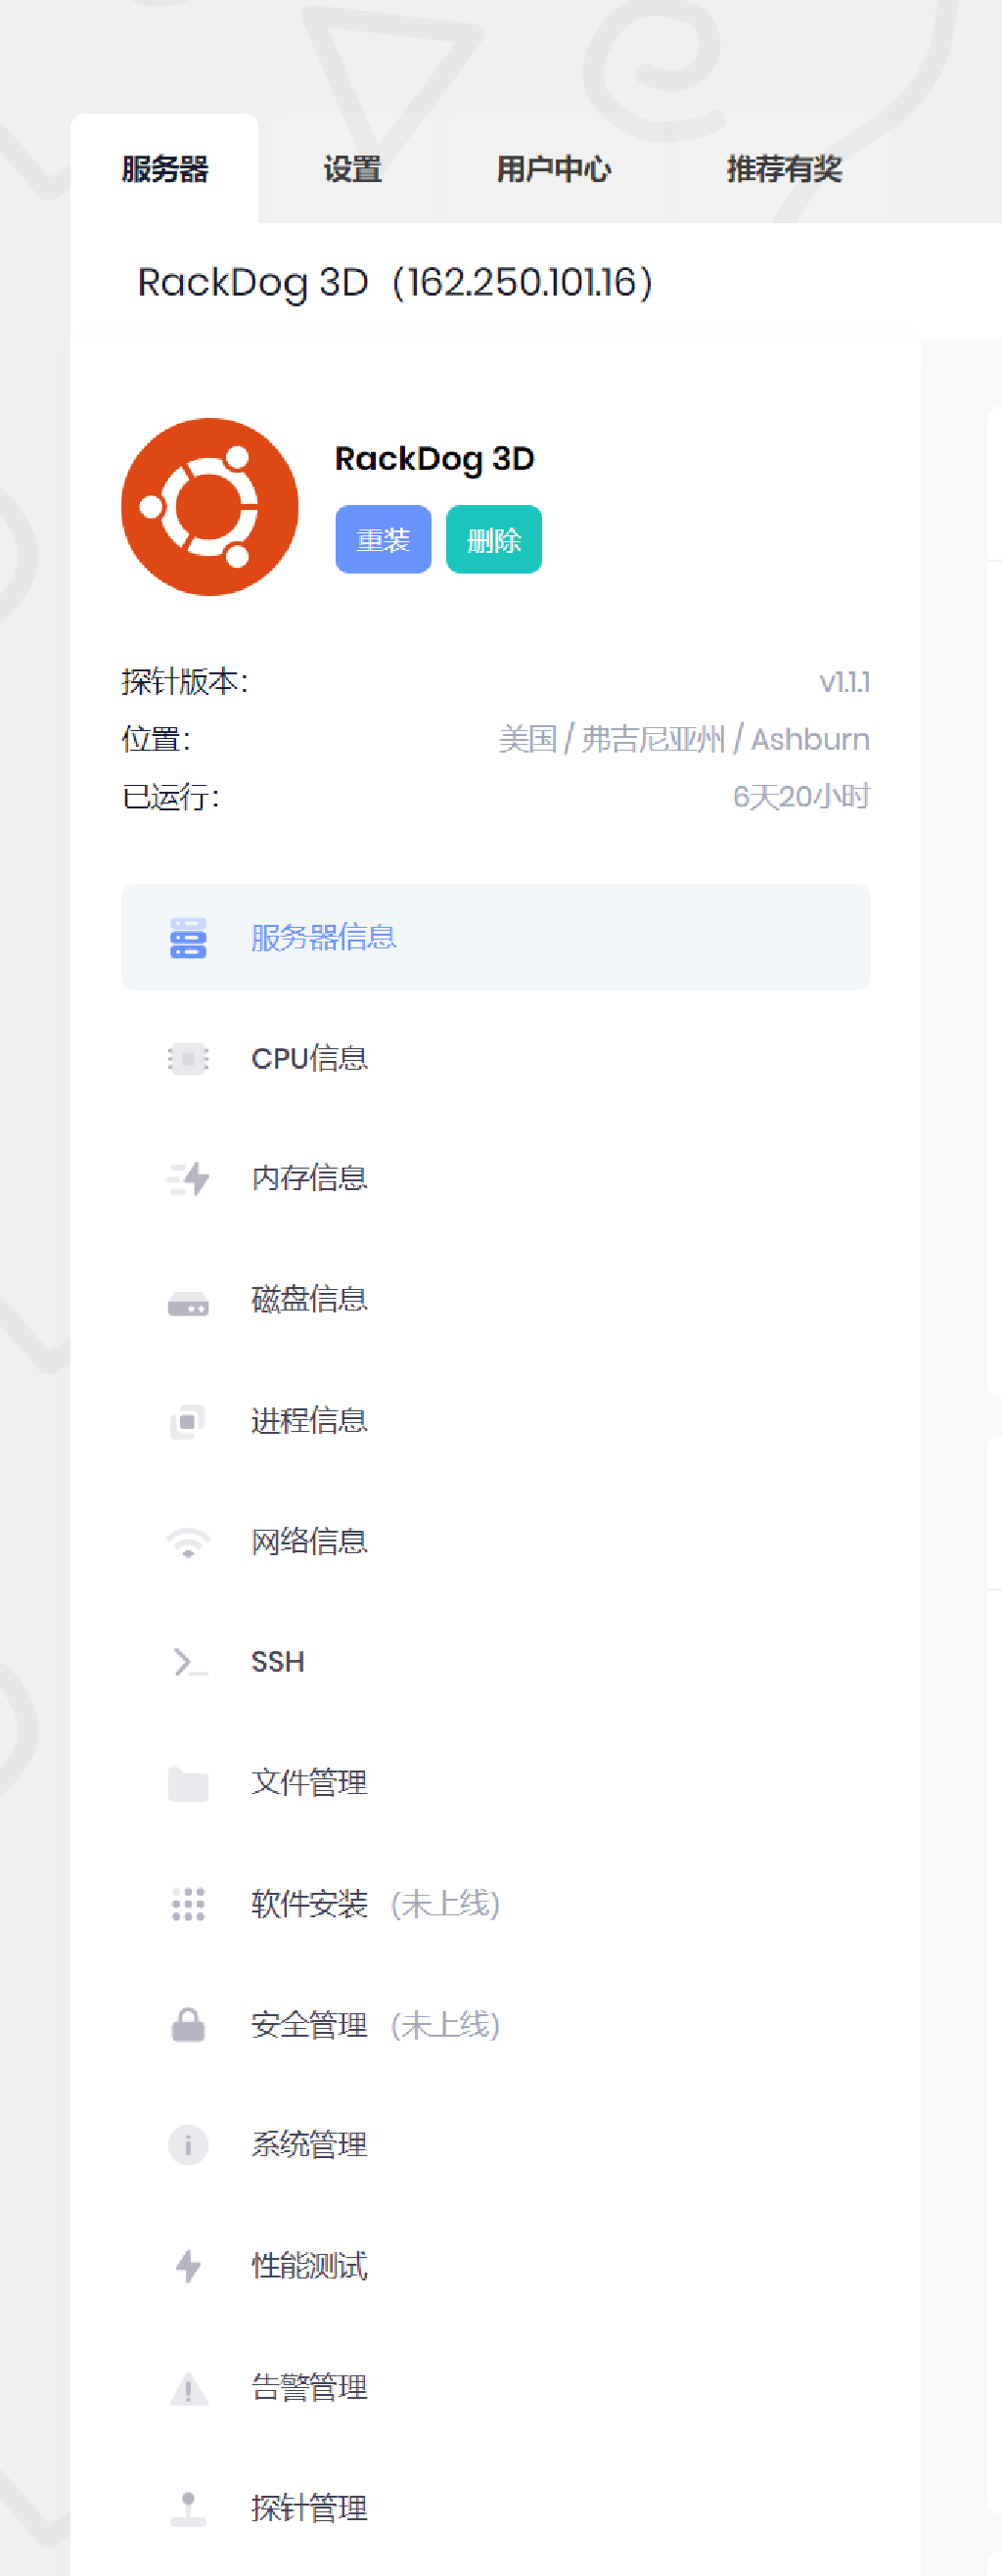 服务器 设置 用户中心 推荐有奖
RackDog 3D（162.250.101.16）
RackDog 3D
重装 删除
探针版本： v1.1.1
位置： 美国 / 弗吉尼亚州 / Ashburn
已运行： 6天20小时
服务器信息
CPU信息
内存信息
磁盘信息
进程信息
网络信息
SSH
文件管理
软件安装 (未上线)
安全管理 (未上线)
系统管理
性能测试
告警管理
探针管理